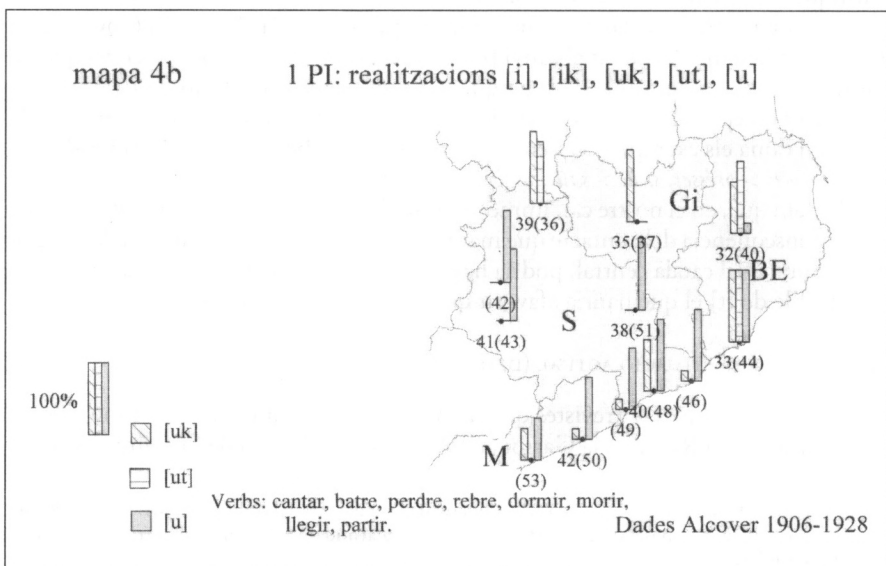 mapa 4b
1 PI: realitzacions [i], [ik], [uk], [ut], [u]
Gi
39(36)
35(37)
32(40)
BE
(42)
S
41(43)
38(51)
33(44)
100%
40(48)
(46)
(49)
[uk]
M
42(50)
(53)
[ut]
[u]
Verbs: cantar, batre, perdre, rebre, dormir, morir,
llegir, partir.
Dades Alcover 1906-1928